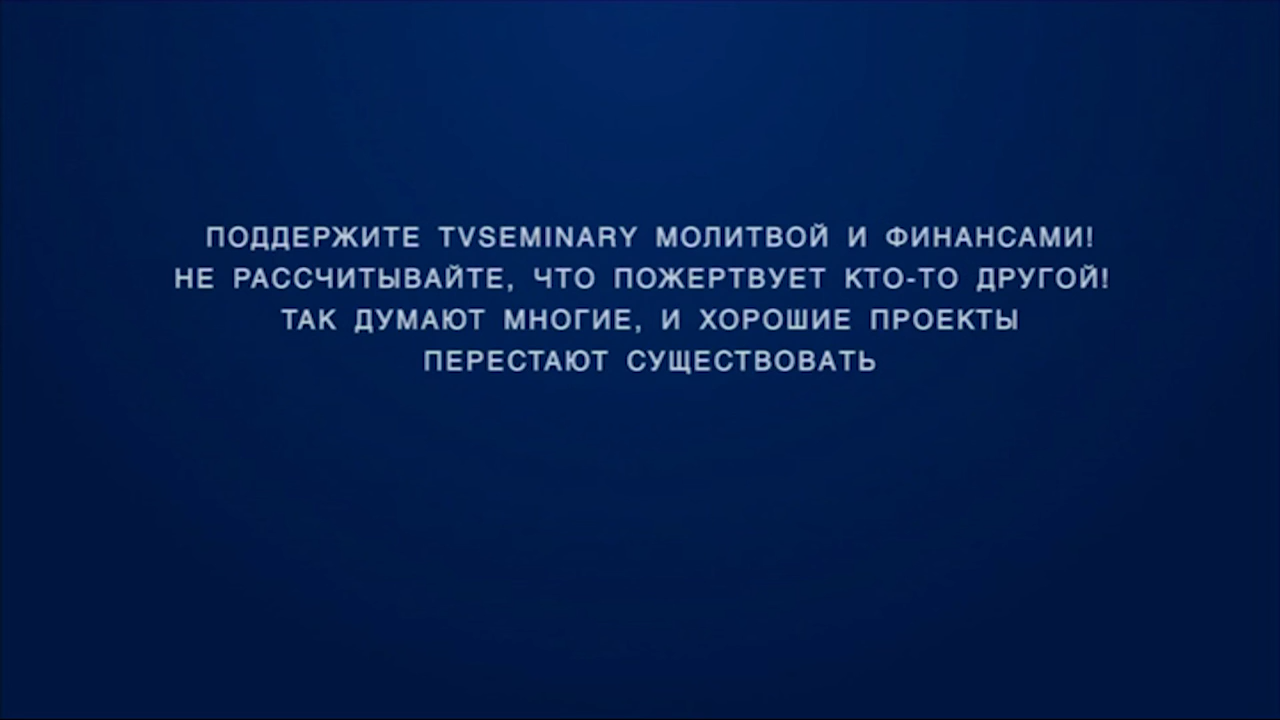 ПОДДЕРЖИТЕ TVSEMINARY МОЛИТВОЙ И ФИНАНСАМИ!
НЕ РАССЧИТЫВАЙТЕ, ЧТО ПОЖЕРТВУЕТ КТО-ТО ДРУГОЙ!
ТАК ДУМАЮТ МНОГИЕ, И ХОРОШИЕ ПРОЕКТЫ
ПЕРЕСТАЮТ СУЩЕСТВОВАТЬ